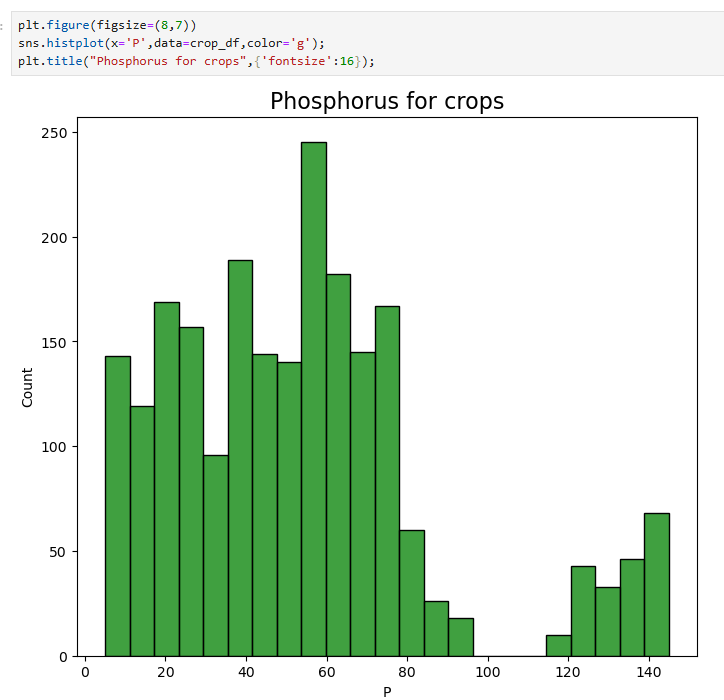 plt.figure(figsize=(8,7))
sns.histplot(x='P',data=crop_df,color='g');
plt.title("Phosphorus for crops",{'fontsize':16});
Phosphorus for crops
250
200
150
100
50
0
Count
0 20 40 60 80 100 120 140
P